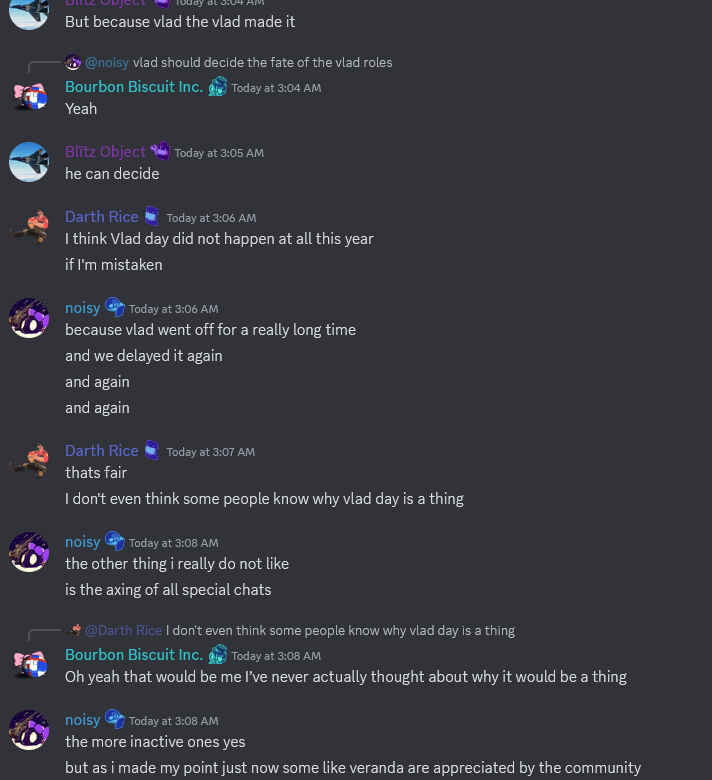 Blitz Object Today at 3:04 AM
But because vlad the vlad made it
@noisy vlad should decide the fate of the vlad roles
Bourbon Biscuit Inc. Today at 3:04 AM
Yeah
Blitz Object Today at 3:05 AM
he can decide
Darth Rice Today at 3:06 AM
I think Vlad day did not happen at all this year
if I'm mistaken
noisy Today at 3:06 AM
because vlad went off for a really long time
and we delayed it again
and again
and again
Darth Rice Today at 3:07 AM
thats fair
I don't even think some people know why vlad day is a thing
noisy Today at 3:08 AM
the other thing i really do not like
is the axing of all special chats
@Darth Rice I don't even think some people know why vlad day is a thing
Bourbon Biscuit Inc. Today at 3:08 AM
Oh yeah that would be me I've never actually thought about why it would be a thing
noisy Today at 3:08 AM
the more inactive ones yes
but as i made my point just now some like veranda are appreciated by the community